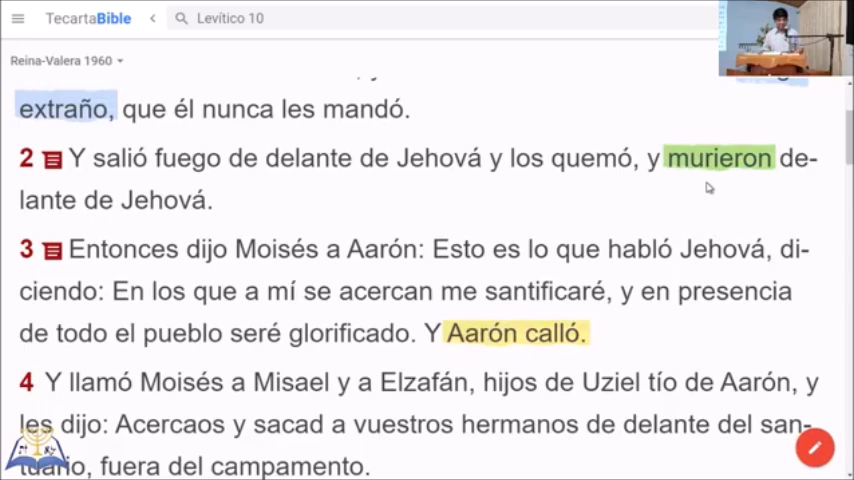 TecartaBible
Levítico 10
Reina-Valera 1960
extraño, que él nunca les mandó.
2 Y salió fuego de delante de Jehová y los quemó, y murieron de-
lante de Jehová.
3 Entonces dijo Moisés a Aarón: Esto es lo que habló Jehová, di-
ciendo: En los que a mí se acercan me santificaré, y en presencia
de todo el pueblo seré glorificado. Y Aarón calló.
4 Y llamó Moisés a Misael y a Elzafán, hijos de Uziel tío de Aarón, y
les dijo: Acercaos y sacad a vuestros hermanos de delante del san-
tuario, fuera del campamento.